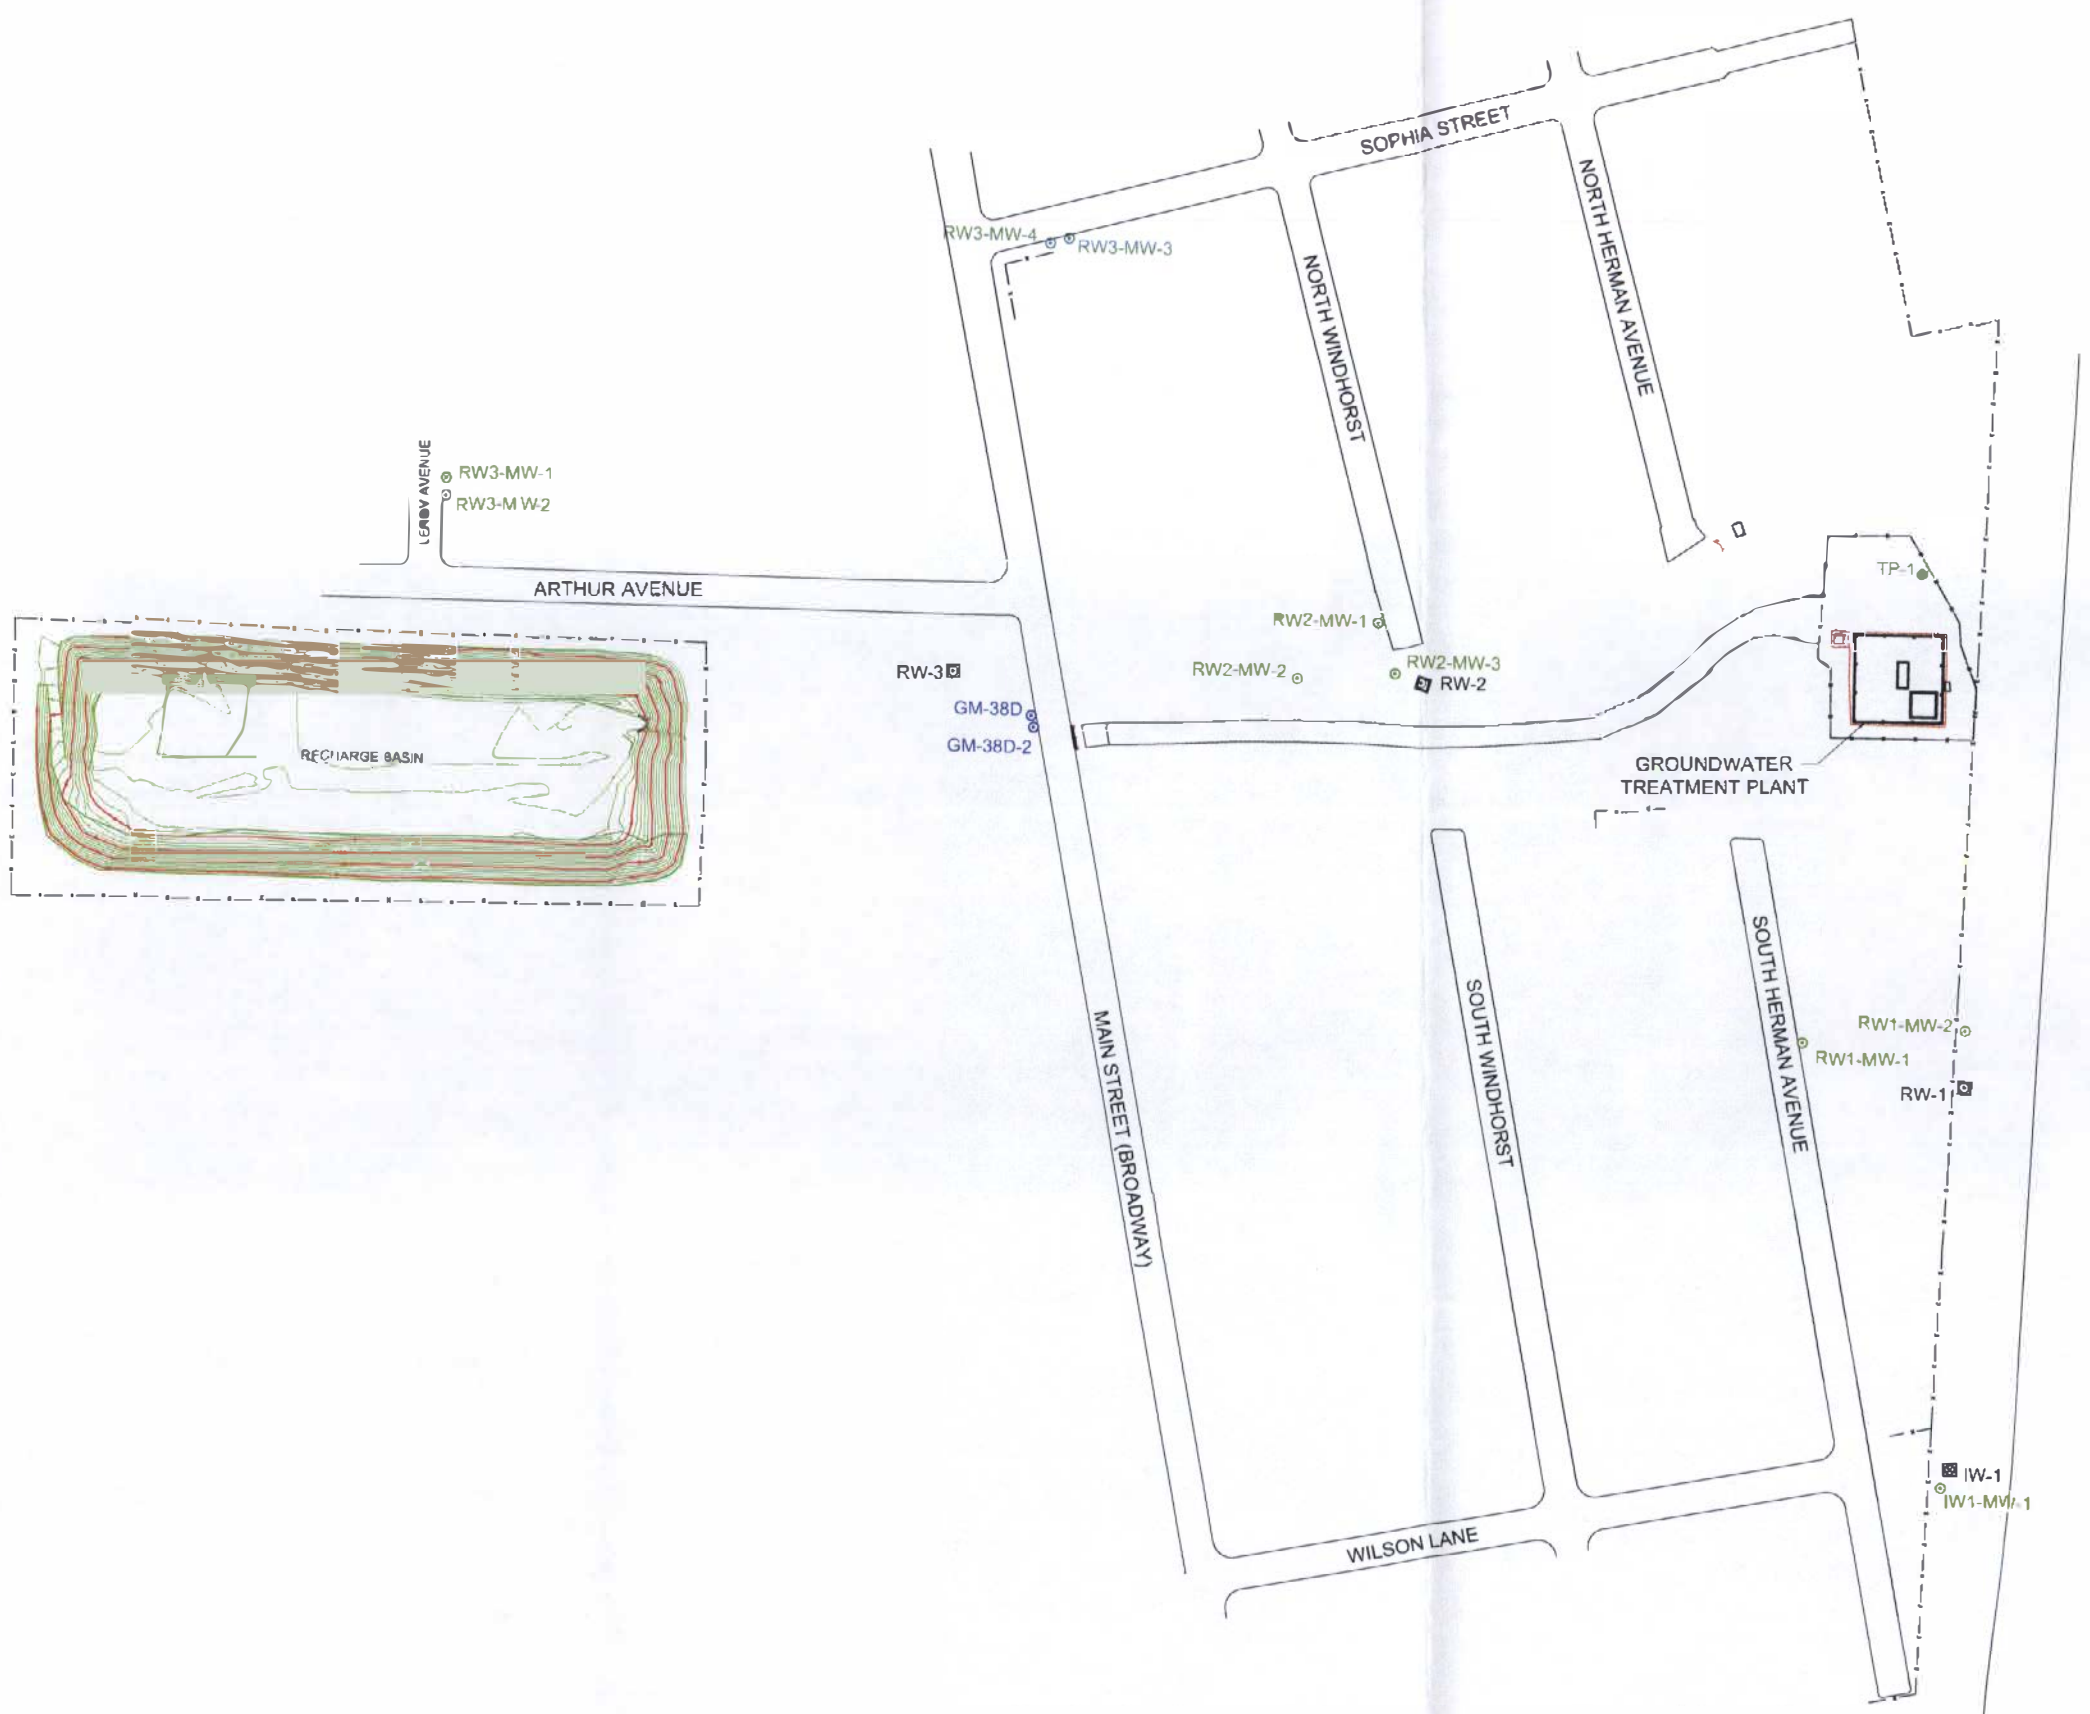 SOPHIA STREET
NORTH HERMAN AVENUE
RW3-MW-4
RW3-MW-3
NORTH WINDHORST
LEROY AVENUE
RW3-MW-1
RW3-MW-2
ARTHUR AVENUE
TP-1
RW2-MW-1
RW-3
RW2-MW-2
RW2-MW-3
RW-2
GM-38D
GM-38D-2
RECHARGE BASIN
GROUNDWATER
TREATMENT PLANT
SOUTH HERMAN AVENUE
SOUTH WINDHORST
MAIN STREET (BROADWAY)
RW1-MW-2
RW1-MW-1
RW-1
IW-1
IW1-MW-1
WILSON LANE